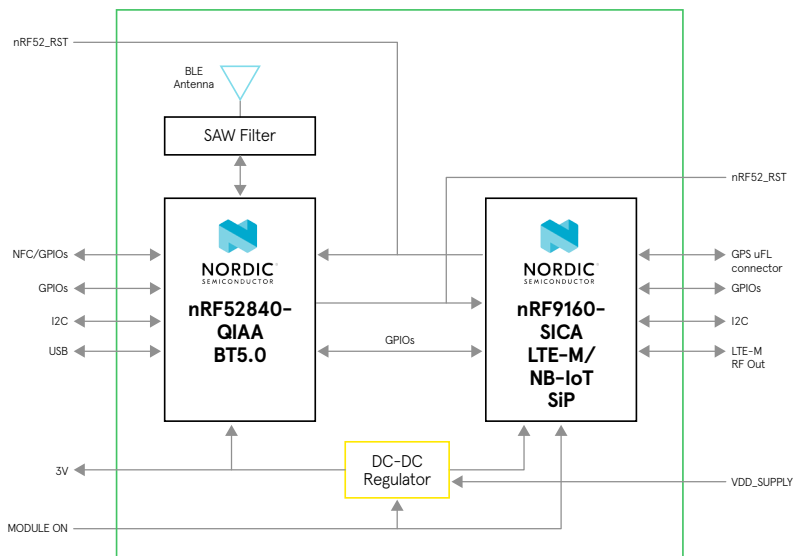 nRF52_RST
BLE
Antenna
SAW Filter
nRF52_RST
NORDIC
SEMICONDUCTOR
nRF52840-
QIAA
BT5.0
NORDIC
SEMICONDUCTOR
nRF9160-
SICA
LTE-M/
NB-IoT
SiP
NFC/GPIOs
GPIOs
I2C
USB
GPIOs
GPS uFL
connector
GPIOs
I2C
LTE-M
RF Out
DC-DC
Regulator
3V
VDD_SUPPLY
MODULE ON